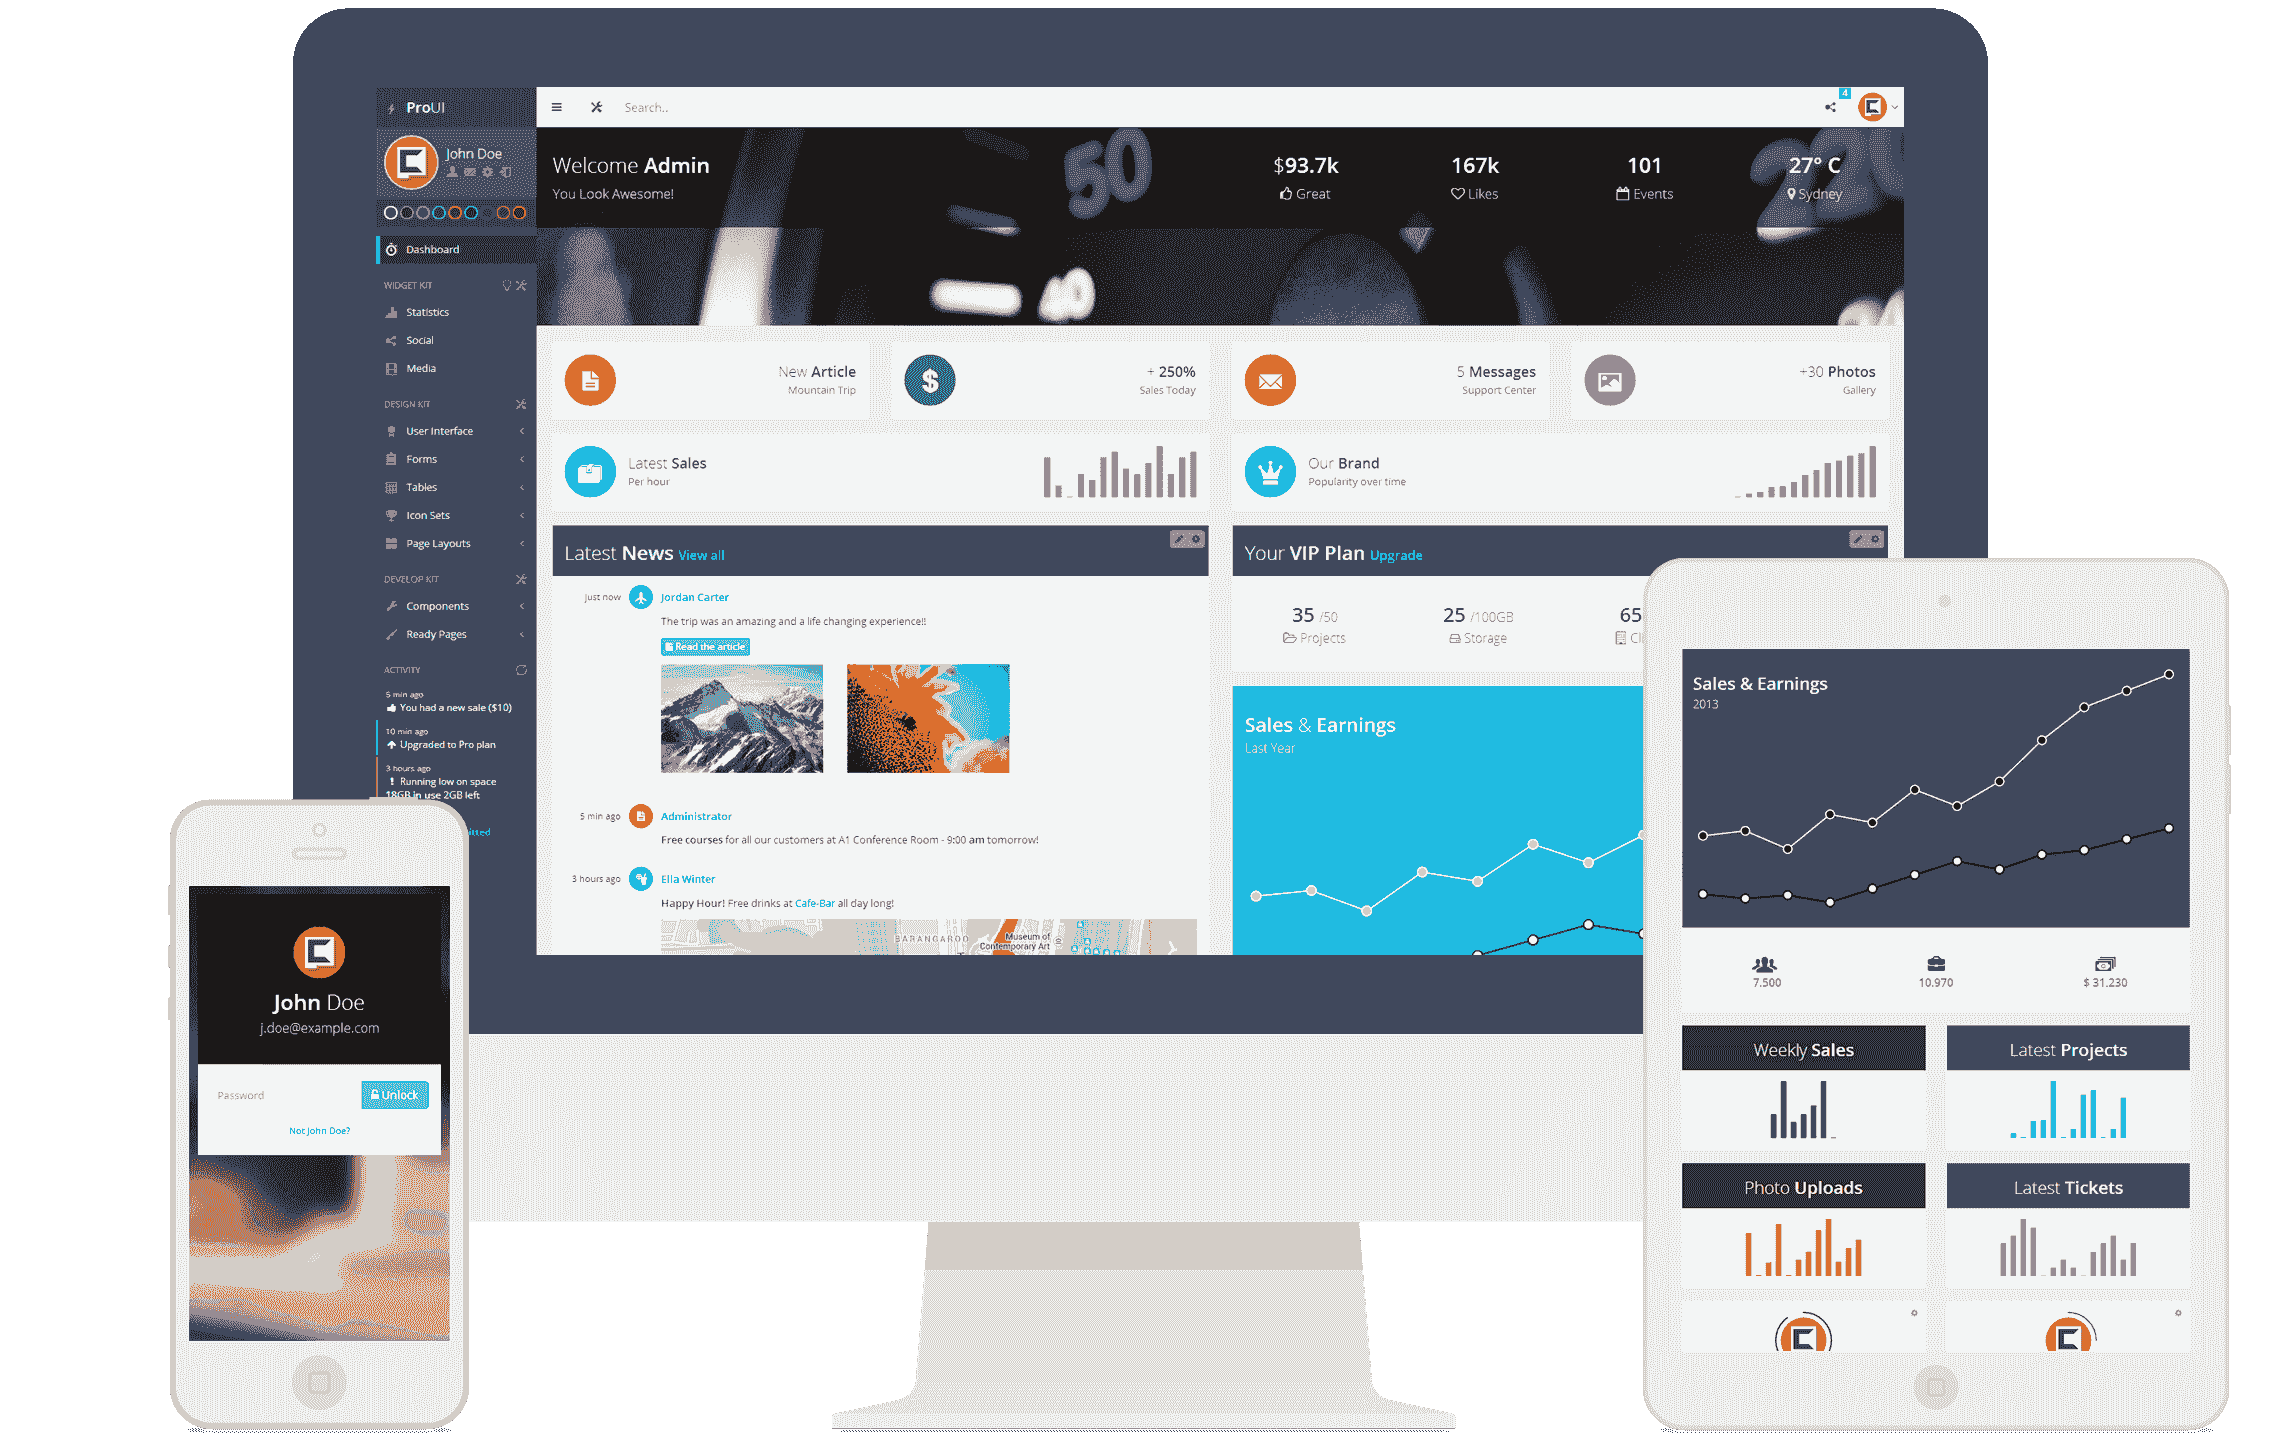 ProUI
Search..
4
John Doe
Welcome Admin
You Look Awesome!
$93.7k
Great
167k
Likes
101
Events
27° C
Sydney
50
40
220
Dashboard
WIDGET KIT
Statistics
Social
Media
DESIGN KIT
User Interface
Forms
Tables
Icon Sets
Page Layouts
DEVELOP KIT
Components
Ready Pages
ACTIVITY
5 min ago
You had a new sale ($10)
10 min ago
Upgraded to Pro plan
3 hours ago
Running low on space
18GB in use 2GB left
New Article
Mountain Trip
+ 250%
Sales Today
5 Messages
Support Center
+30 Photos
Gallery
Latest Sales
Per hour
Our Brand
Popularity over time
Latest News View all
Just now
Jordan Carter
The trip was an amazing and a life changing experience!!
Read the article
5 min ago
Administrator
Free courses for all our customers at A1 Conference Room - 9:00 am tomorrow!
3 hours ago
Ella Winter
Happy Hour! Free drinks at Cafe-Bar all day long!
BARANGAROO
Museum of
Contemporary Art
Your VIP Plan Upgrade
35 /50
Projects
25 /100GB
Storage
65
Sales & Earnings
Last Year
John Doe
j.doe@example.com
Password
Unlock
Not John Doe?
Sales & Earnings
2013
7.500
10.970
$ 31.230
Weekly Sales
Latest Projects
Photo Uploads
Latest Tickets